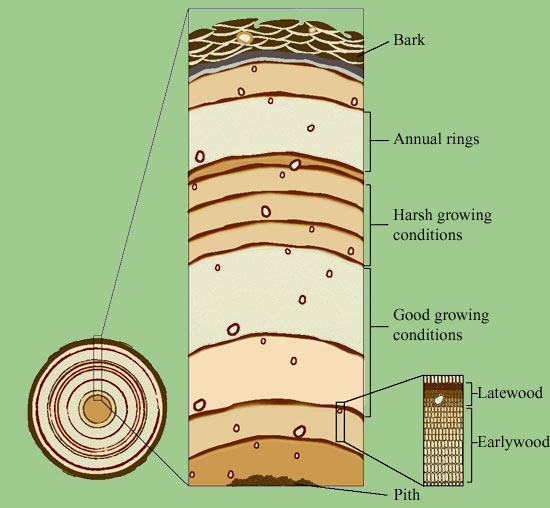 Bark
Annual rings
Harsh growing
conditions
Good growing
conditions
Latewood
Earlywood
Pith